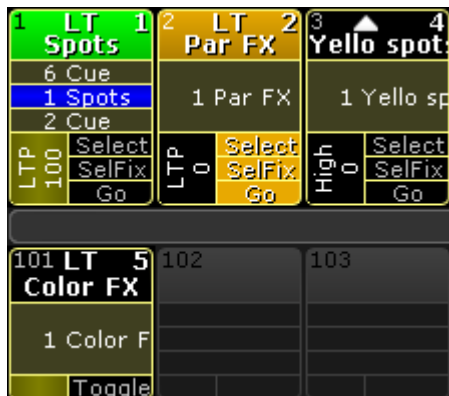 1 LT 1
Spots
6 Cue
1 Spots
2 Cue
LTP
100
Select
SelFix
Go
2 LT 2
Par FX
1 Par FX
LTP
0
Select
SelFix
Go
3 4
Yello spot
1 Yello sp
High
0
Select
SelFix
Go
101 LT 5
Color FX
1 Color F
Toggle
102
103